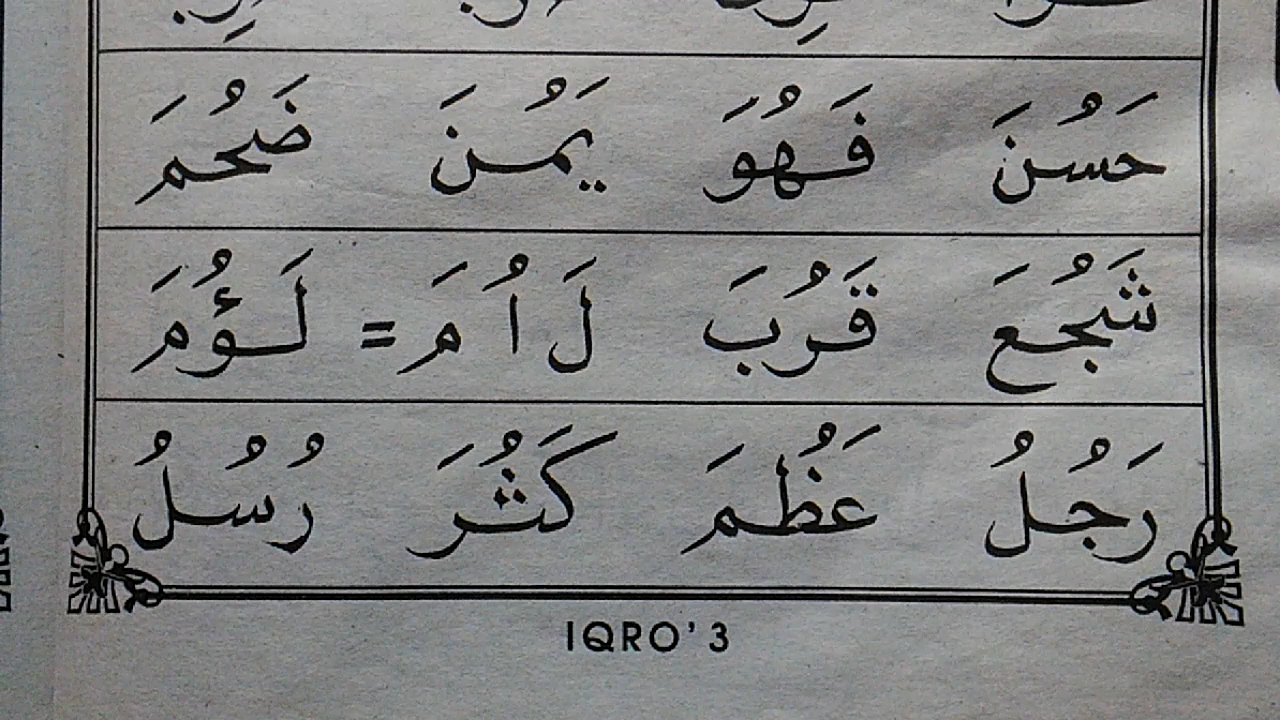 حَسُنَ فَهُوَ يَمُنَ ضَحُمَ
شَجُعَ قَرُبَ لَ اُ مَ = لَؤُمَ
رَجُلُ عَظُمَ كَثُرَ رُسُلُ
IQRO' 3